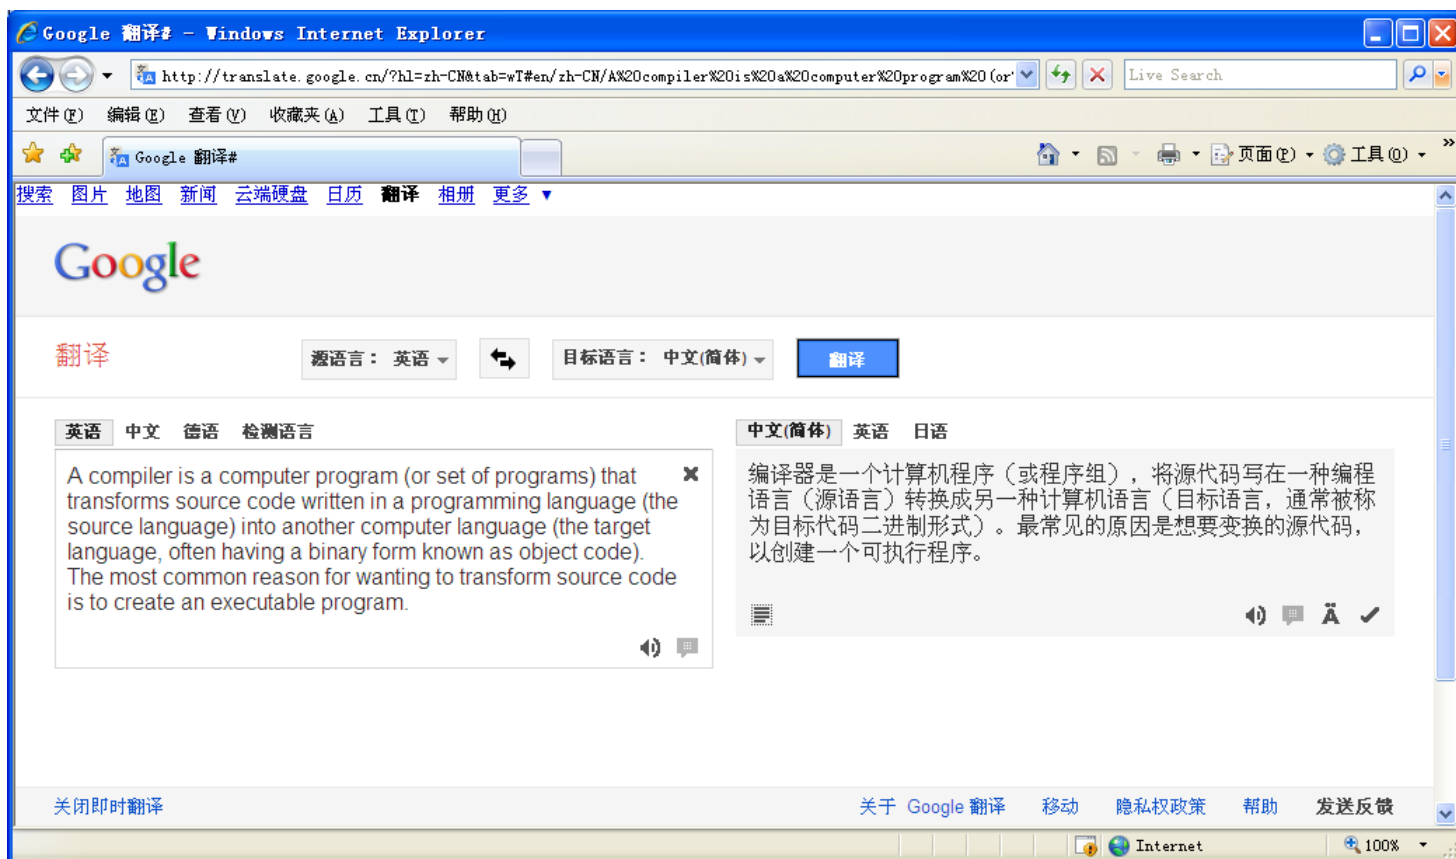 Google 翻译# - Windows Internet Explorer
http://translate.google.cn/?hl=zh-CN&tab=wT#en/zh-CN/A%20compiler%20is%20a%20computer%20program%20(or'
Live Search
文件(F) 编辑(E) 查看(V) 收藏夹(A) 工具(T) 帮助(H)
Google 翻译# 页面(P) 工具(O) »
搜索 图片 地图 新闻 云端硬盘 日历 翻译 相册 更多 ▼
Google
翻译 源语言： 英语 目标语言： 中文(简体) 翻译
英语 中文 德语 检测语言
中文(简体) 英语 日语
A compiler is a computer program (or set of programs) that
transforms source code written in a programming language (the
source language) into another computer language (the target
language, often having a binary form known as object code).
The most common reason for wanting to transform source code
is to create an executable program.
编译器是一个计算机程序（或程序组），将源代码写在一种编程
语言（源语言）转换成另一种计算机语言（目标语言，通常被称
为目标代码二进制形式）。最常见的原因是想要变换的源代码，
以创建一个可执行程序。
Ä
关闭即时翻译 关于 Google 翻译 移动 隐私权政策 帮助 发送反馈
Internet 100%